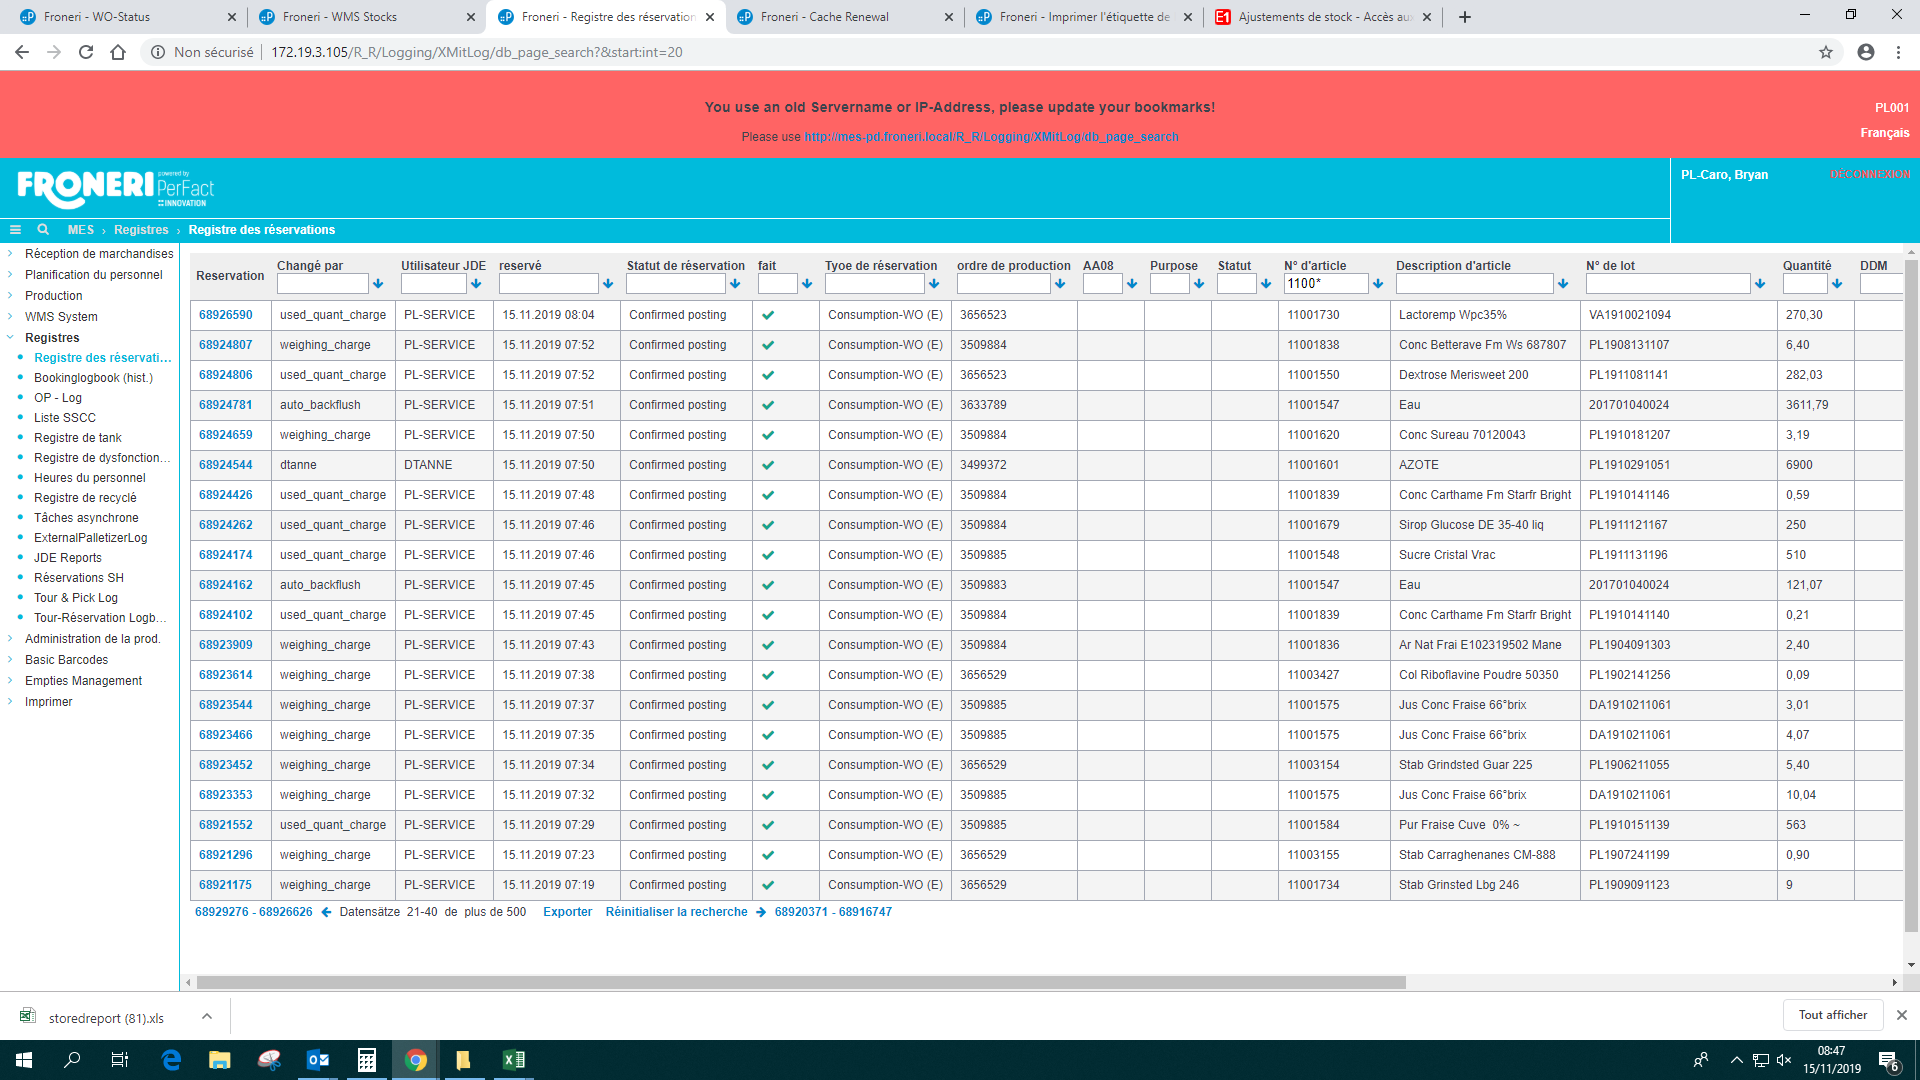 Froneri - WO-Status
Froneri - WMS Stocks
Froneri - Registre des réservation
Froneri - Cache Renewal
Froneri - Imprimer l'étiquette de
E1 Ajustements de stock - Accès au
Non sécurisé 172.19.3.105/R_R/Logging/XMitLog/db_page_search?&start:int=20
You use an old Servername or IP-Address, please update your bookmarks!
Please use http://mes-pd.froneri.local/R_R/Logging/XMitLog/db_page_search
PL001
Français
FRONERI powered by PerFact INNOVATION
PL-Caro, Bryan DÉCONNEXION
MES › Registres › Registre des réservations
Réception de marchandises
Planification du personnel
Production
WMS System
Registres
Registre des réservati...
Bookinglogbook (hist.)
OP - Log
Liste SSCC
Registre de tank
Registre de dysfonction...
Heures du personnel
Registre de recyclé
Tâches asynchrone
ExternalPalletizerLog
JDE Reports
Réservations SH
Tour & Pick Log
Tour-Réservation Logb...
Administration de la prod.
Basic Barcodes
Empties Management
Imprimer
Reservation Changé par Utilisateur JDE reservé Statut de réservation fait Tyoe de réservation ordre de production AA08 Purpose Statut N° d'article Description d'article N° de lot Quantité DDM
1100*
68926590 used_quant_charge PL-SERVICE 15.11.2019 08:04 Confirmed posting Consumption-WO (E) 3656523 11001730 Lactoremp Wpc35% VA1910021094 270,30
68924807 weighing_charge PL-SERVICE 15.11.2019 07:52 Confirmed posting Consumption-WO (E) 3509884 11001838 Conc Betterave Fm Ws 687807 PL1908131107 6,40
68924806 used_quant_charge PL-SERVICE 15.11.2019 07:52 Confirmed posting Consumption-WO (E) 3656523 11001550 Dextrose Merisweet 200 PL1911081141 282,03
68924781 auto_backflush PL-SERVICE 15.11.2019 07:51 Confirmed posting Consumption-WO (E) 3633789 11001547 Eau 201701040024 3611,79
68924659 weighing_charge PL-SERVICE 15.11.2019 07:50 Confirmed posting Consumption-WO (E) 3509884 11001620 Conc Sureau 70120043 PL1910181207 3,19
68924544 dtanne DTANNE 15.11.2019 07:50 Confirmed posting Consumption-WO (E) 3499372 11001601 AZOTE PL1910291051 6900
68924426 used_quant_charge PL-SERVICE 15.11.2019 07:48 Confirmed posting Consumption-WO (E) 3509884 11001839 Conc Carthame Fm Starfr Bright PL1910141146 0,59
68924262 used_quant_charge PL-SERVICE 15.11.2019 07:46 Confirmed posting Consumption-WO (E) 3509884 11001679 Sirop Glucose DE 35-40 liq PL1911121167 250
68924174 used_quant_charge PL-SERVICE 15.11.2019 07:46 Confirmed posting Consumption-WO (E) 3509885 11001548 Sucre Cristal Vrac PL1911131196 510
68924162 auto_backflush PL-SERVICE 15.11.2019 07:45 Confirmed posting Consumption-WO (E) 3509883 11001547 Eau 201701040024 121,07
68924102 used_quant_charge PL-SERVICE 15.11.2019 07:45 Confirmed posting Consumption-WO (E) 3509884 11001839 Conc Carthame Fm Starfr Bright PL1910141140 0,21
68923909 weighing_charge PL-SERVICE 15.11.2019 07:43 Confirmed posting Consumption-WO (E) 3509884 11001836 Ar Nat Frai E102319502 Mane PL1904091303 2,40
68923614 weighing_charge PL-SERVICE 15.11.2019 07:38 Confirmed posting Consumption-WO (E) 3656529 11003427 Col Riboflavine Poudre 50350 PL1902141256 0,09
68923544 weighing_charge PL-SERVICE 15.11.2019 07:37 Confirmed posting Consumption-WO (E) 3509885 11001575 Jus Conc Fraise 66°brix DA1910211061 3,01
68923466 weighing_charge PL-SERVICE 15.11.2019 07:35 Confirmed posting Consumption-WO (E) 3509885 11001575 Jus Conc Fraise 66°brix DA1910211061 4,07
68923452 weighing_charge PL-SERVICE 15.11.2019 07:34 Confirmed posting Consumption-WO (E) 3656529 11003154 Stab Grindsted Guar 225 PL1906211055 5,40
68923353 weighing_charge PL-SERVICE 15.11.2019 07:32 Confirmed posting Consumption-WO (E) 3509885 11001575 Jus Conc Fraise 66°brix DA1910211061 10,04
68921552 used_quant_charge PL-SERVICE 15.11.2019 07:29 Confirmed posting Consumption-WO (E) 3509885 11001584 Pur Fraise Cuve 0% ~ PL1910151139 563
68921296 weighing_charge PL-SERVICE 15.11.2019 07:23 Confirmed posting Consumption-WO (E) 3656529 11003155 Stab Carraghenanes CM-888 PL1907241199 0,90
68921175 weighing_charge PL-SERVICE 15.11.2019 07:19 Confirmed posting Consumption-WO (E) 3656529 11001734 Stab Grinsted Lbg 246 PL1909091123 9
68929276 - 68926626 Datensätze 21-40 de plus de 500 Exporter Réinitialiser la recherche 68920371 - 68916747
storedreport (81).xls
Tout afficher
08:47
15/11/2019
6